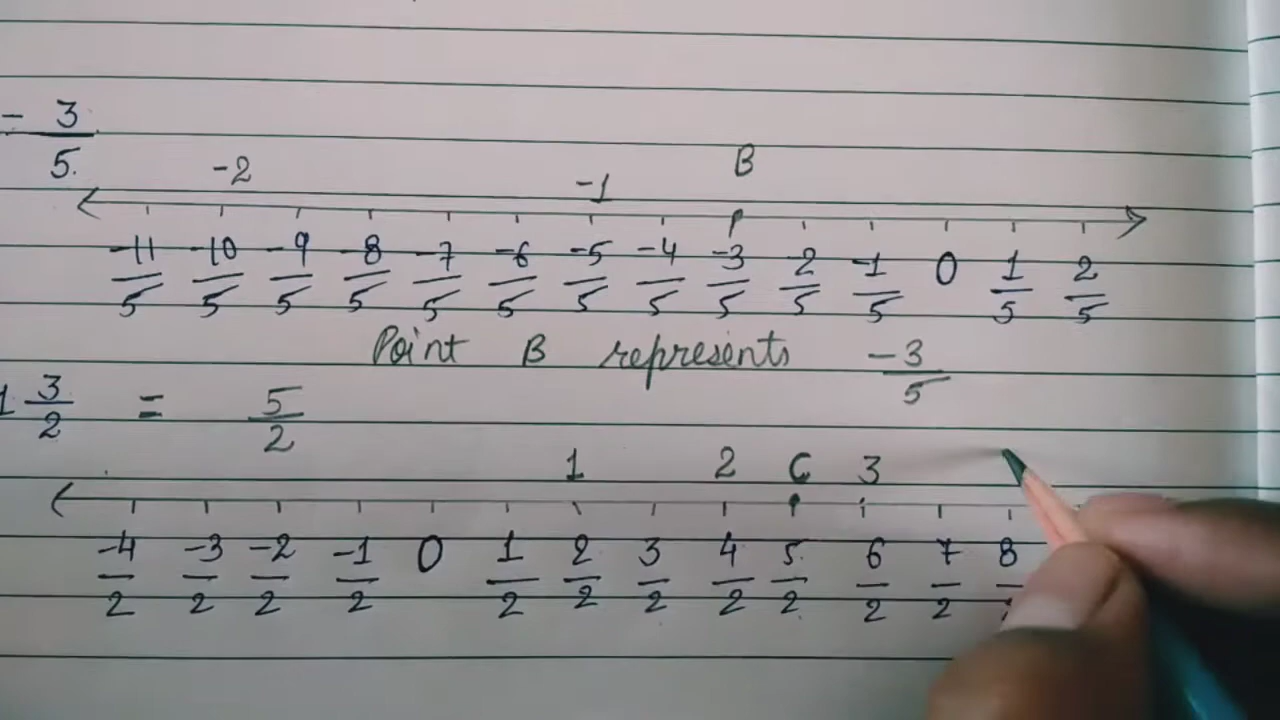 - 3/5.
-2 -1 B
-11/5 -10/5 -9/5 -8/5 -7/5 -6/5 -5/5 -4/5 -3/5 -2/5 -1/5 0 1/5 2/5
Point B represents -3/5
1 3/2 = 5/2
1 2 C 3
-4/2 -3/2 -2/2 -1/2 0 1/2 2/2 3/2 4/2 5/2 6/2 7/2 8